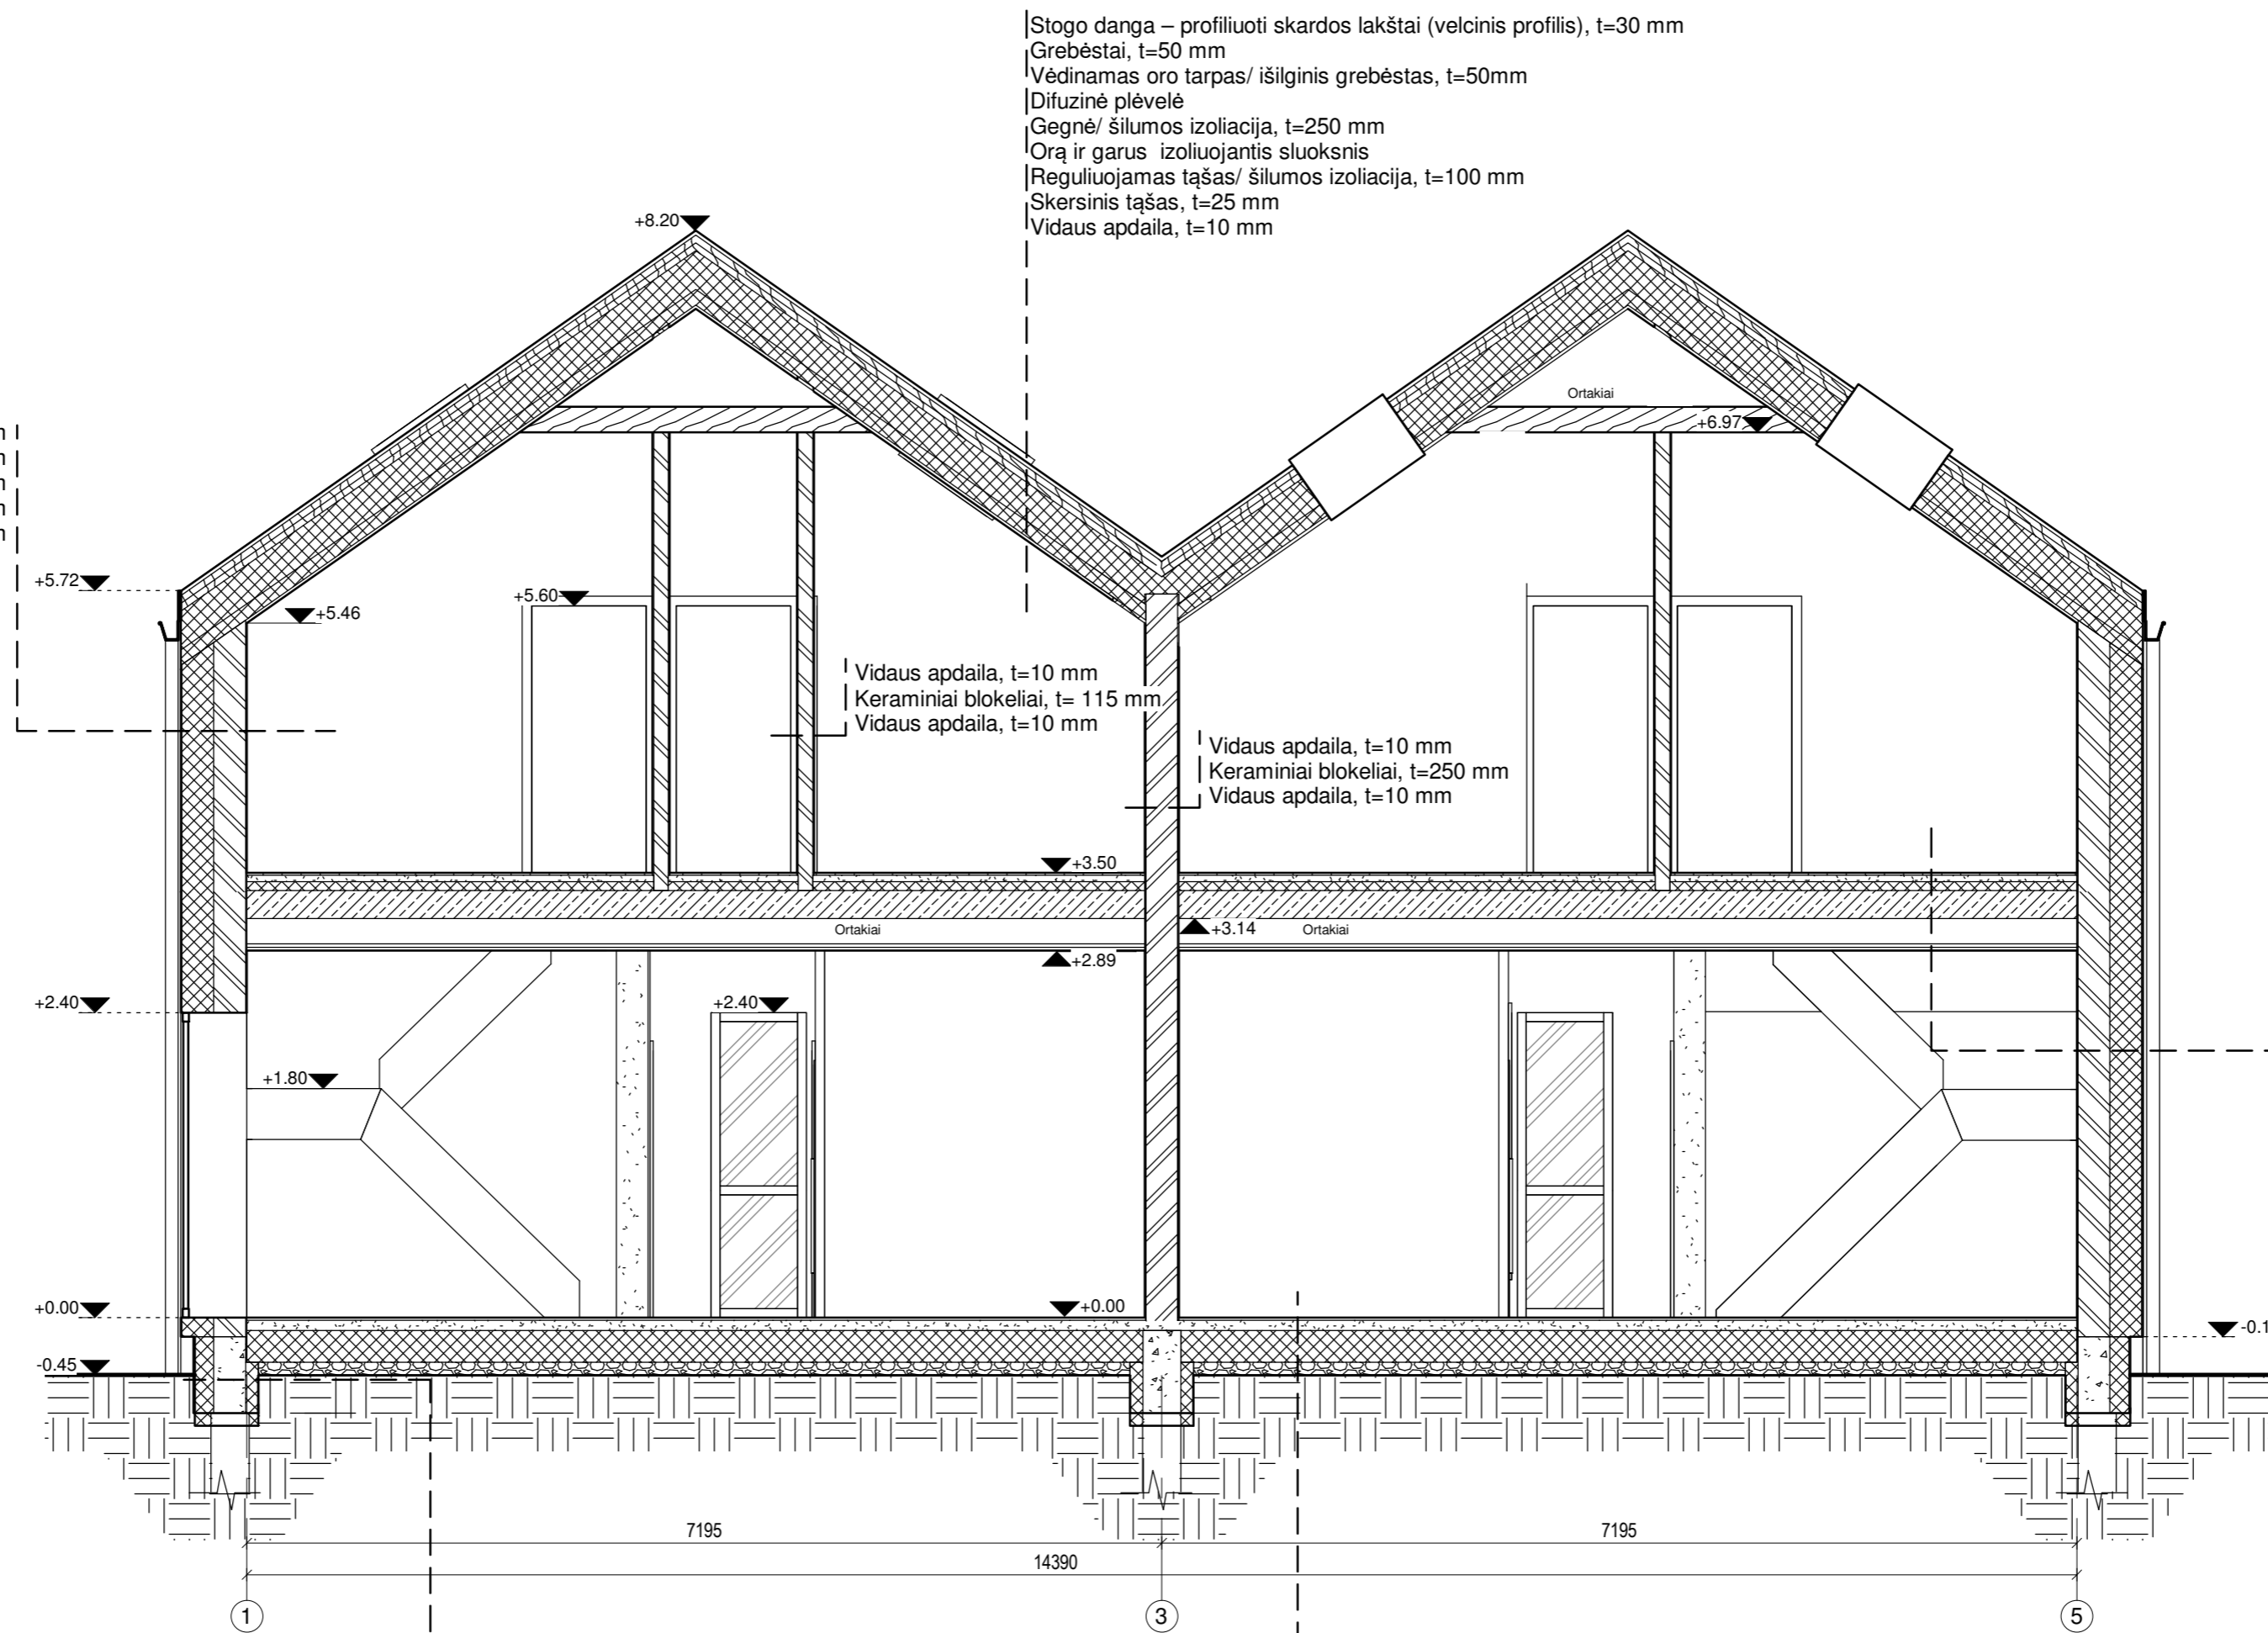 Stogo danga – profiliuoti skardos lakštai (velcinis profilis), t=30 mm
Grebėstai, t=50 mm
Vėdinamas oro tarpas/ išilginis grebėstas, t=50mm
Difuzinė plėvelė
Gegnė/ šilumos izoliacija, t=250 mm
Orą ir garus izoliuojantis sluoksnis
Reguliuojamas tąšas/ šilumos izoliacija, t=100 mm
Skersinis tąšas, t=25 mm
Vidaus apdaila, t=10 mm
+8.20
Ortakiai
+6.97
+5.72
+5.60
+5.46
Vidaus apdaila, t=10 mm
Keraminiai blokeliai, t= 115 mm
Vidaus apdaila, t=10 mm
Vidaus apdaila, t=10 mm
Keraminiai blokeliai, t=250 mm
Vidaus apdaila, t=10 mm
+3.50
Ortakiai
+3.14
Ortakiai
+2.89
+2.40
+2.40
+1.80
+0.00
+0.00
-0.45
7195
7195
14390
1
3
5